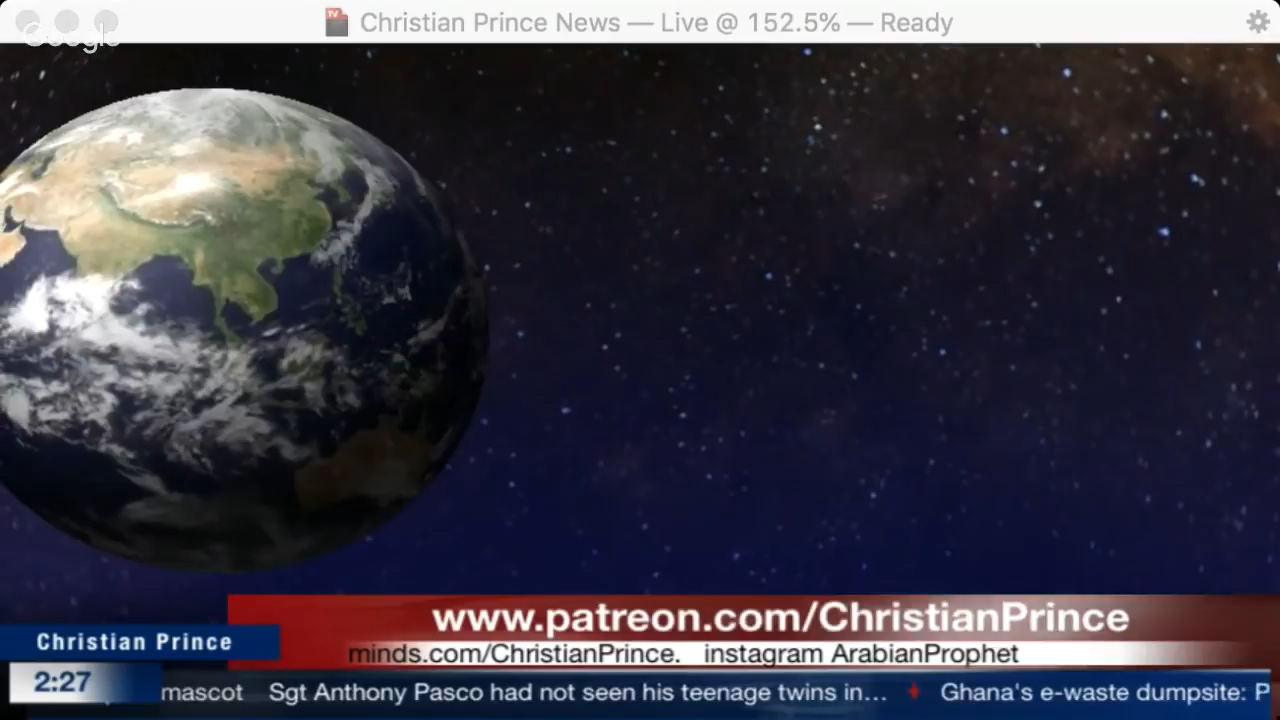 Christian Prince News — Live @ 152.5% — Ready
Google
www.patreon.com/ChristianPrince
Christian Prince
minds.com/ChristianPrince. instagram ArabianProphet
2:27
mascot Sgt Anthony Pasco had not seen his teenage twins in... Ghana's e-waste dumpsite: P